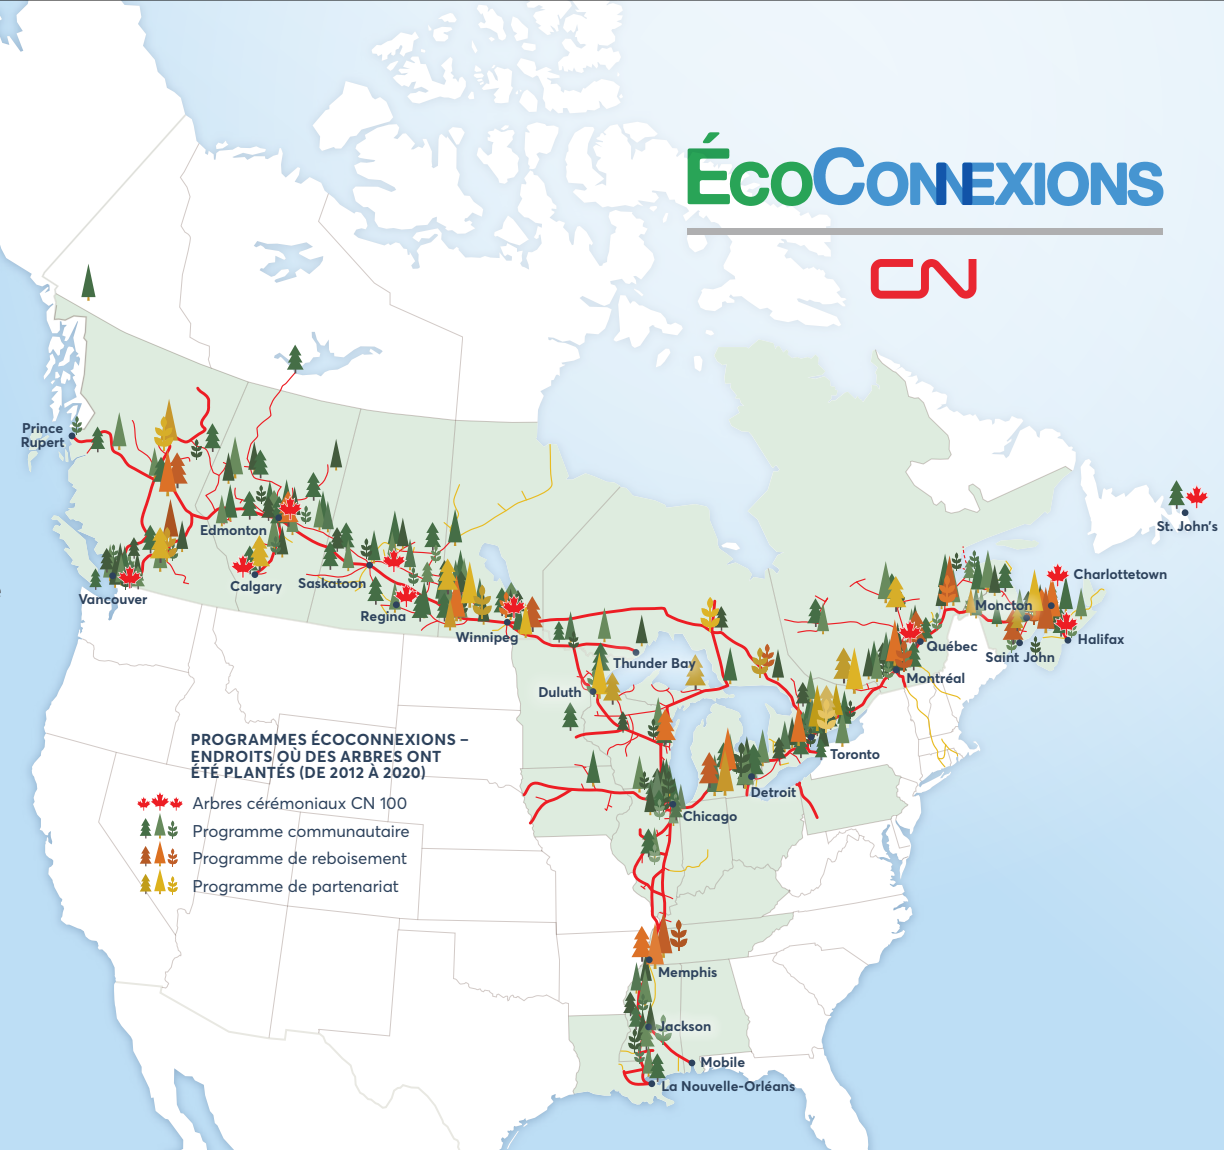 ÉCOCONNEXIONS
CN
Prince
Rupert
Edmonton
Calgary
Vancouver
Saskatoon
Regina
Winnipeg
Thunder Bay
Duluth
St. John's
Charlottetown
Moncton
Halifax
Saint John
Québec
Montréal
Toronto
Detroit
Chicago
PROGRAMMES ÉCOCONNEXIONS –
ENDROITS OÙ DES ARBRES ONT
ÉTÉ PLANTÉS (DE 2012 À 2020)
Arbres cérémoniaux CN 100
Programme communautaire
Programme de reboisement
Programme de partenariat
Memphis
Jackson
Mobile
La Nouvelle-Orléans